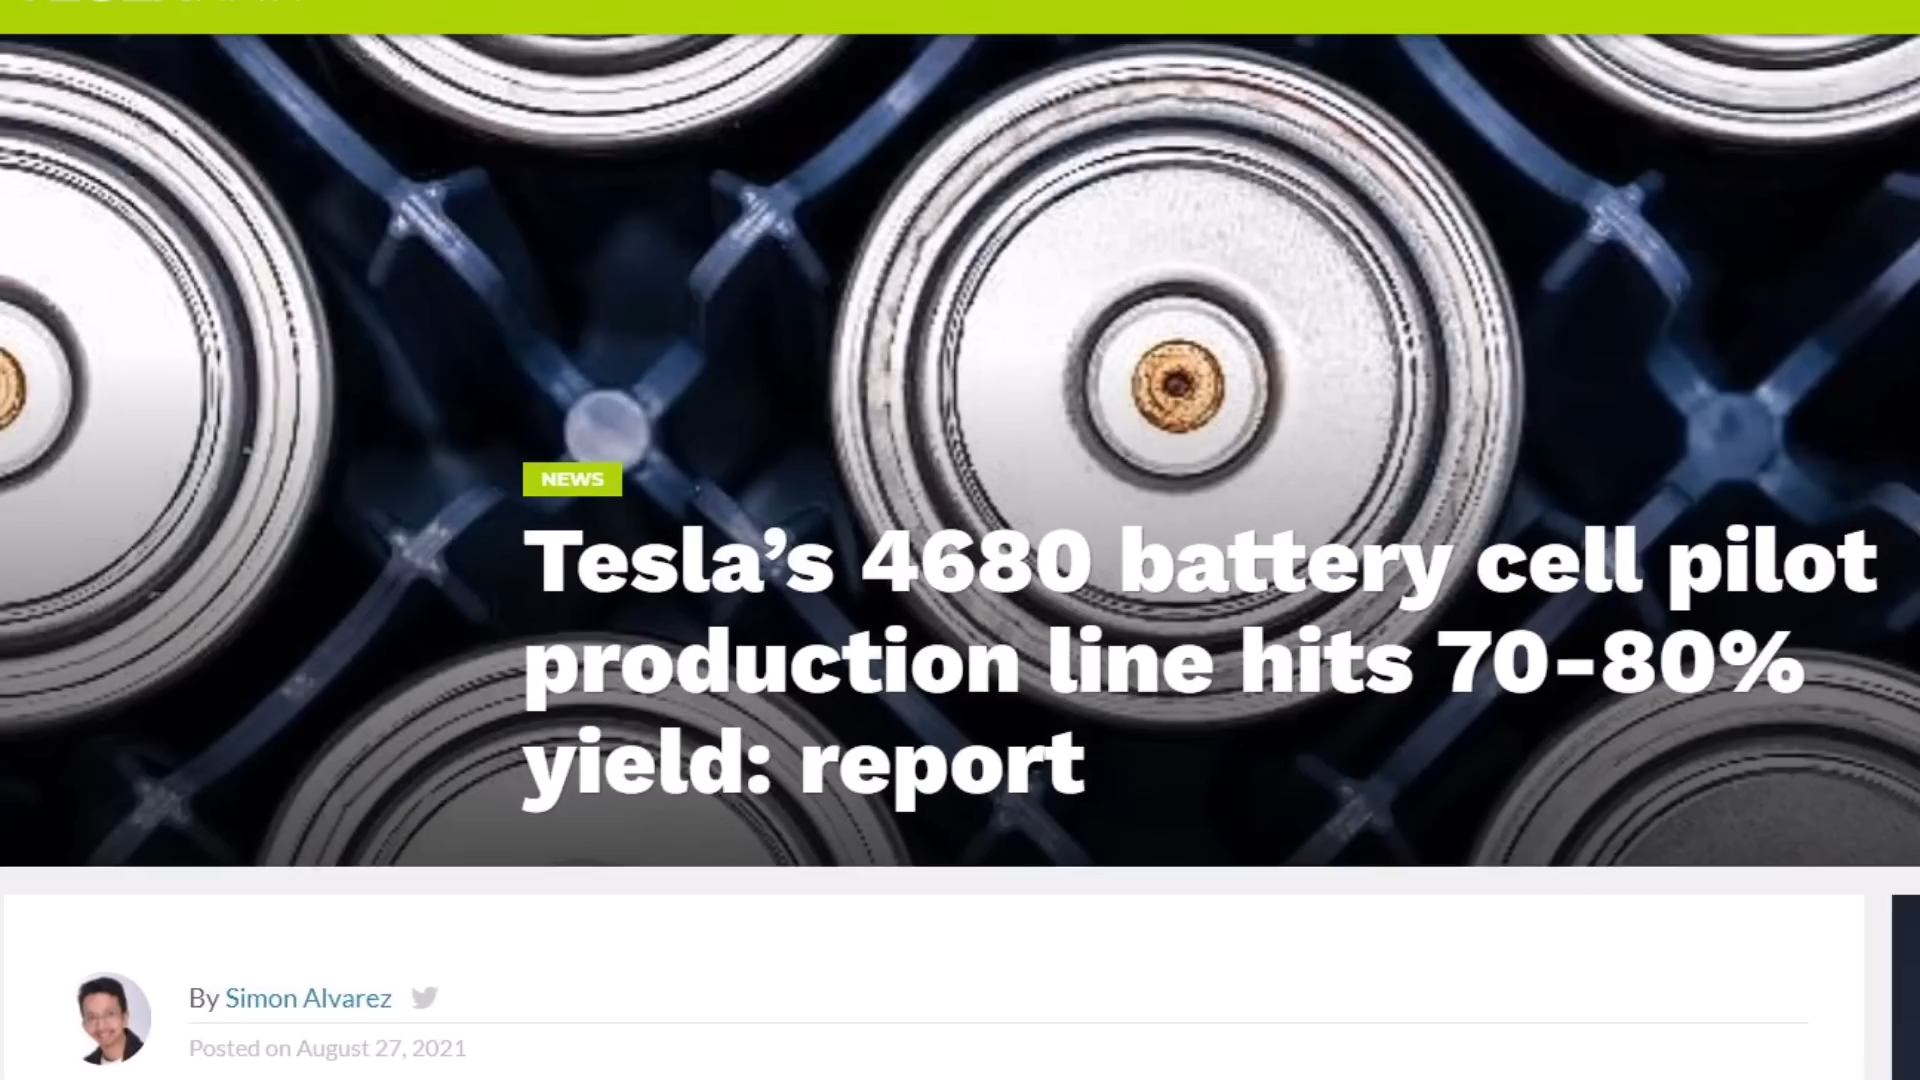 NEWS
Tesla’s 4680 battery cell pilot
production line hits 70-80%
yield: report
By Simon Alvarez
Posted on August 27, 2021